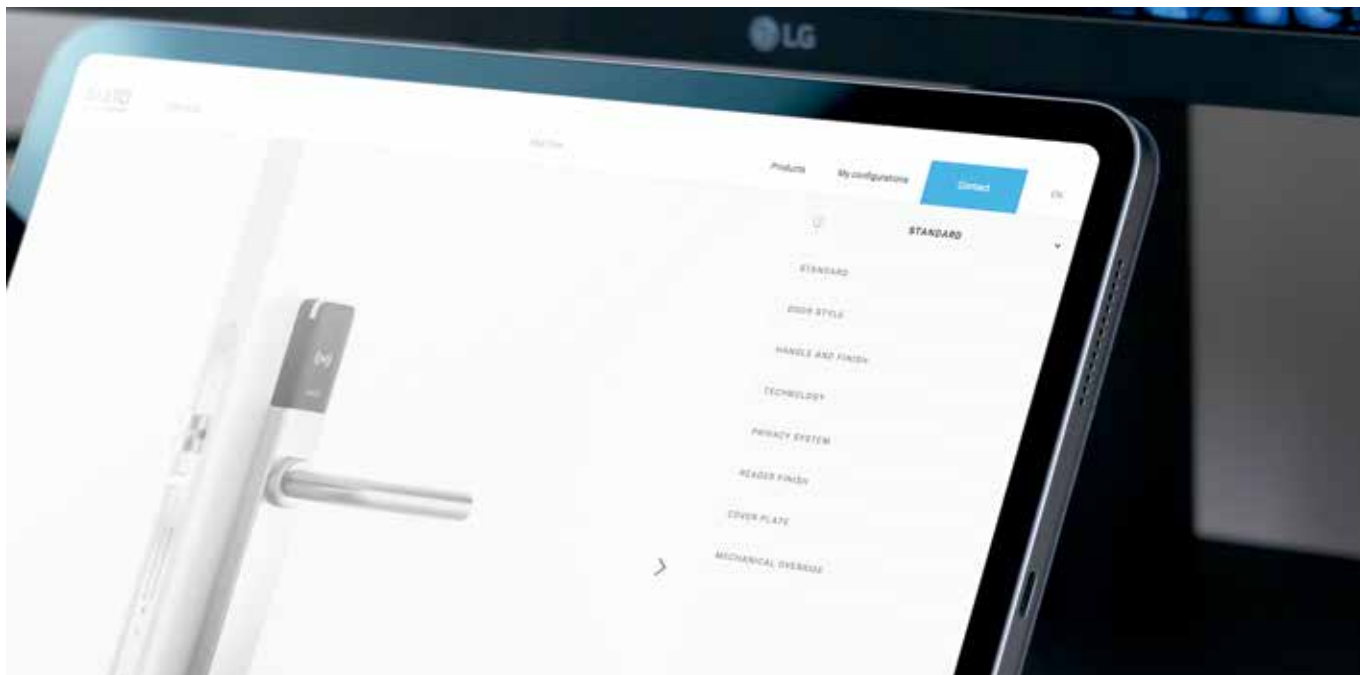 LG
SALTO
Products
My configurations
Contact
EN
STANDARD
STANDARD
DOOR STYLE
HANDLE AND FINISH
TECHNOLOGY
PRIVACY SYSTEM
READER FINISH
COVER PLATE
MECHANICAL OVERRIDE